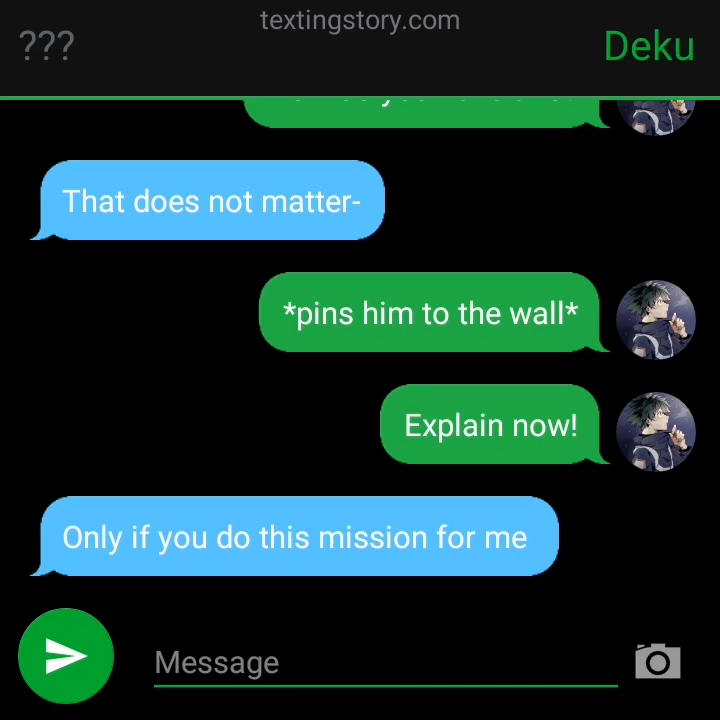 textingstory.com
???
Deku
That does not matter-
*pins him to the wall*
Explain now!
Only if you do this mission for me
Message